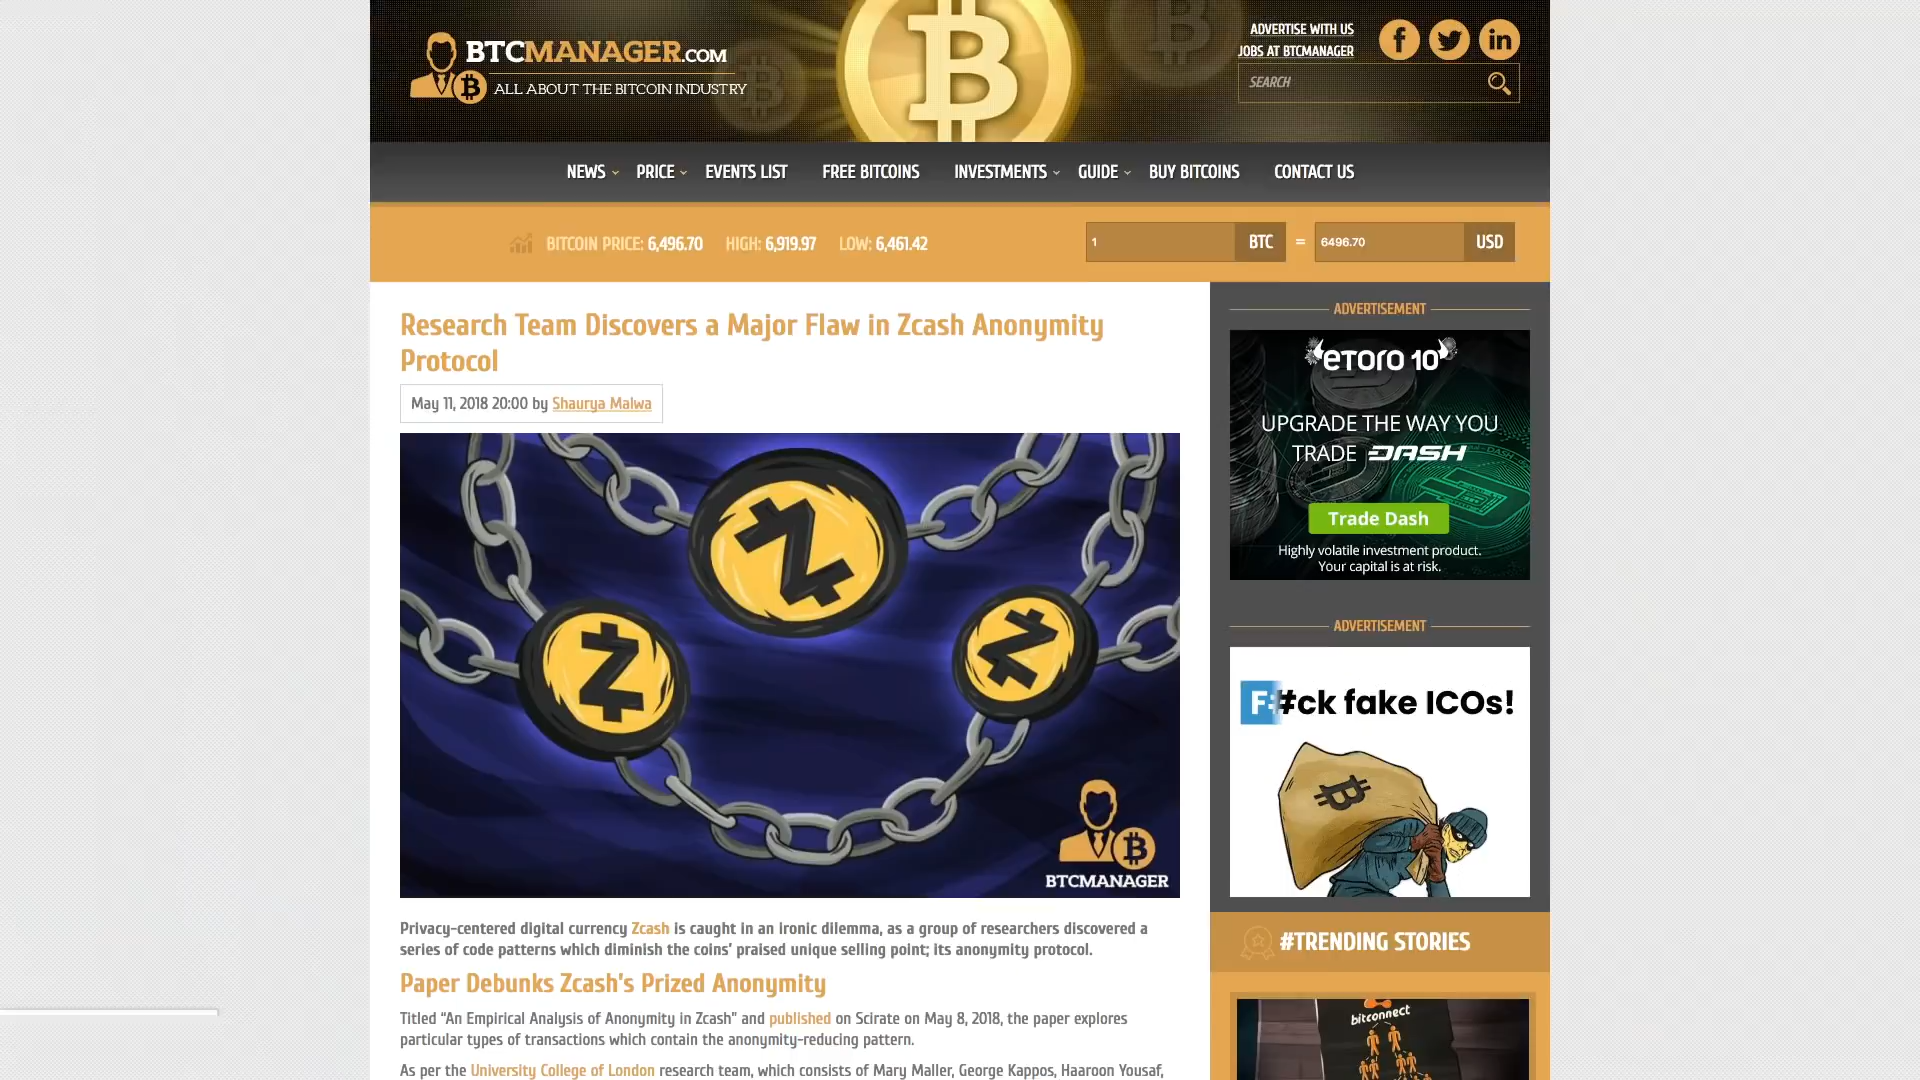 BTCMANAGER.COM
ALL ABOUT THE BITCOIN INDUSTRY
ADVERTISE WITH US
JOBS AT BTCMANAGER
SEARCH
NEWS PRICE EVENTS LIST FREE BITCOINS INVESTMENTS GUIDE BUY BITCOINS CONTACT US
BITCOIN PRICE: 6,496.70 HIGH: 6,919.97 LOW: 6,461.42
1 BTC = 6496.70 USD
Research Team Discovers a Major Flaw in Zcash Anonymity
Protocol
May 11, 2018 20:00 by Shaurya Malwa
BTCMANAGER
Privacy-centered digital currency Zcash is caught in an ironic dilemma, as a group of researchers discovered a
series of code patterns which diminish the coins’ praised unique selling point; its anonymity protocol.
Paper Debunks Zcash’s Prized Anonymity
Titled “An Empirical Analysis of Anonymity in Zcash” and published on Scirate on May 8, 2018, the paper explores
particular types of transactions which contain the anonymity-reducing pattern.
As per the University College of London research team, which consists of Mary Maller, George Kappos, Haaroon Yousaf,
ADVERTISEMENT
eToro 10
UPGRADE THE WAY YOU
TRADE DASH
Trade Dash
Highly volatile investment product.
Your capital is at risk.
ADVERTISEMENT
F#ck fake ICOs!
#TRENDING STORIES
bitconnect